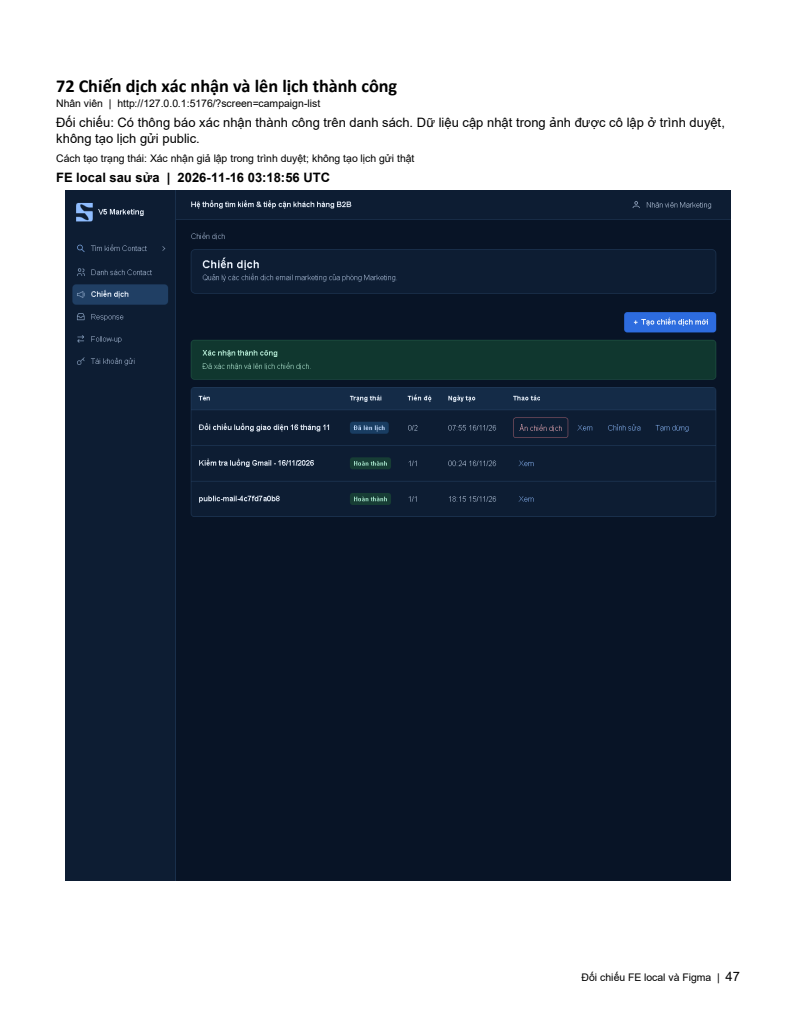 72 Chiến dịch xác nhận và lên lịch thành công
Nhân viên | http://127.0.0.1:5176/?screen=campaign-list
Đối chiếu: Có thông báo xác nhận thành công trên danh sách. Dữ liệu cập nhật trong ảnh được cô lập ở trình duyệt,
không tạo lịch gửi public.
Cách tạo trạng thái: Xác nhận giả lập trong trình duyệt; không tạo lịch gửi thật
FE local sau sửa | 2026-11-16 03:18:56 UTC
V5 Marketing
Hệ thống tìm kiếm & tiếp cận khách hàng B2B
Nhân viên Marketing
Tìm kiếm Contact
Danh sách Contact
Chiến dịch
Response
Follow-up
Tài khoản gửi
Chiến dịch
Chiến dịch
Quản lý các chiến dịch email marketing của phòng Marketing.
+ Tạo chiến dịch mới
Xác nhận thành công
Đã xác nhận và lên lịch chiến dịch.
Tên Trạng thái Tiến độ Ngày tạo Thao tác
Đối chiếu luồng giao diện 16 tháng 11 Đã lên lịch 0/2 07:55 16/11/26 Ẩn chiến dịch Xem Chỉnh sửa Tạm dừng
Kiểm tra luồng Gmail - 16/11/2026 Hoàn thành 1/1 00:24 16/11/26 Xem
public-mail-4c7fd7a0b8 Hoàn thành 1/1 18:15 15/11/26 Xem
Đối chiếu FE local và Figma | 47